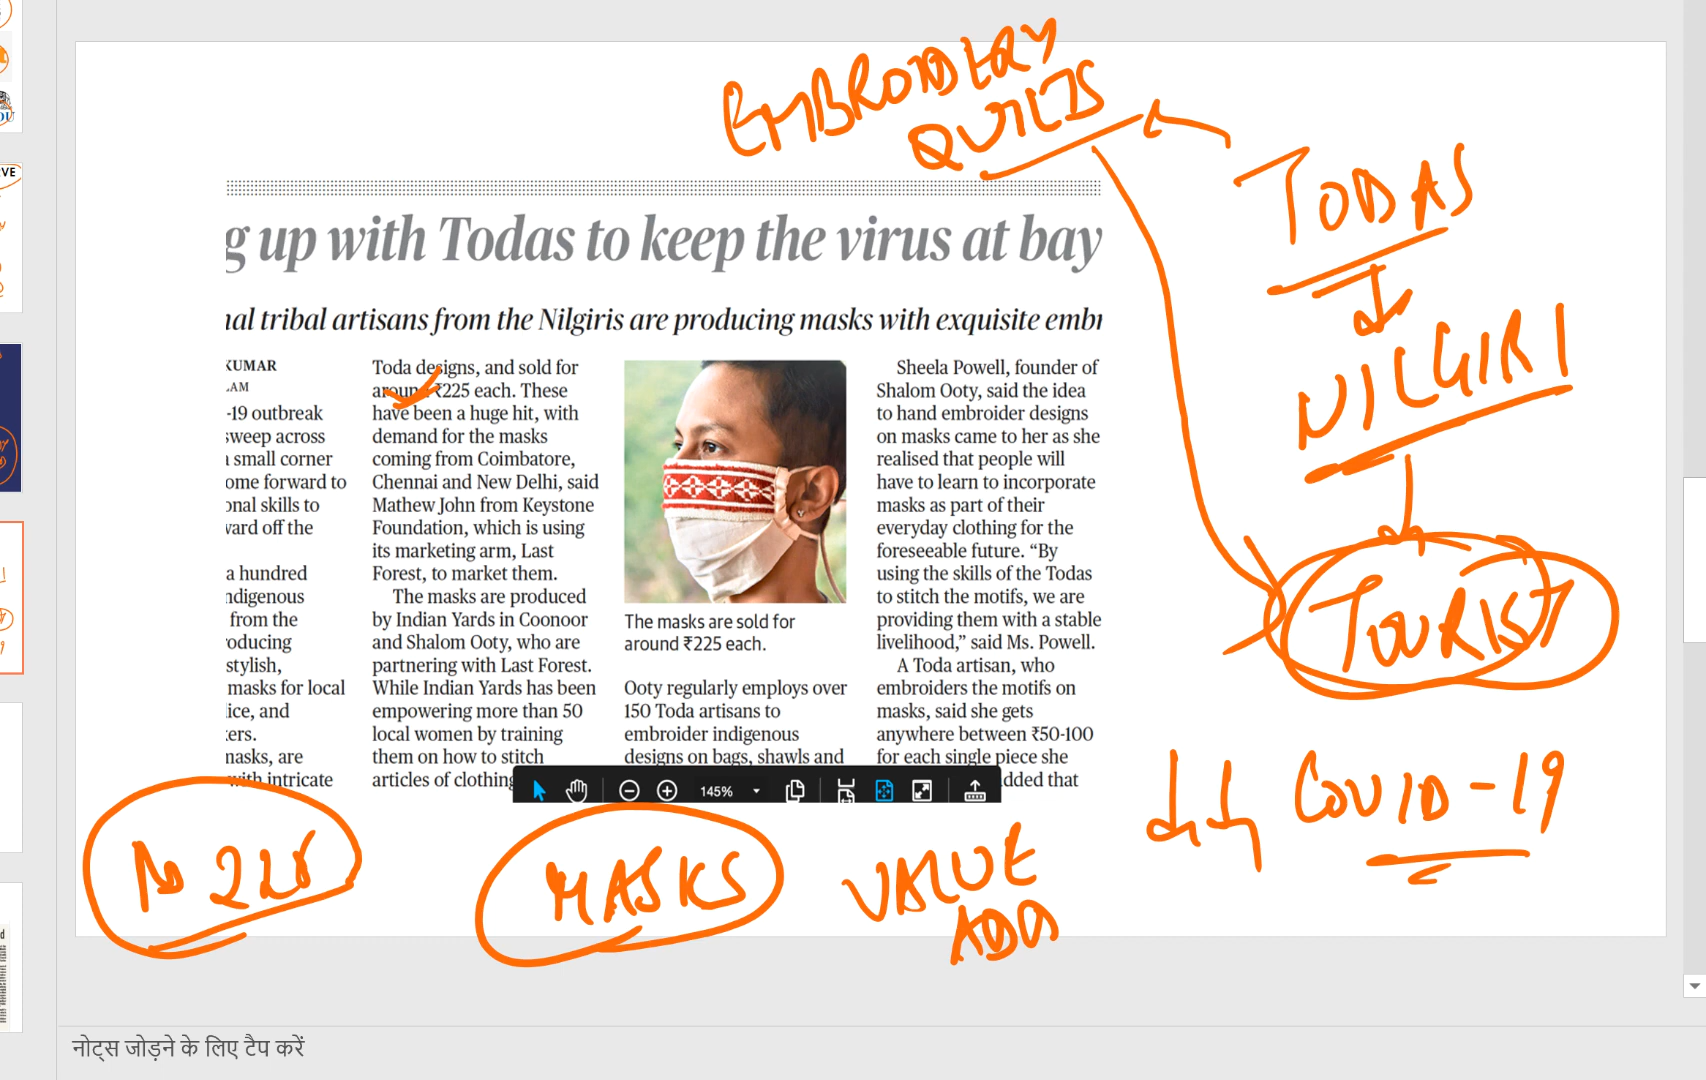 EMBROIDERY
QUILTS
TODAS
g up with Todas to keep the virus at bay
nal tribal artisans from the Nilgiris are producing masks with exquisite embr
NILGIRI
KUMAR
LAM
-19 outbreak
sweep across
a small corner
ome forward to
onal skills to
vard off the
a hundred
ndigenous
from the
roducing
stylish,
masks for local
lice, and
kers.
masks, are
with intricate
Toda designs, and sold for
around ₹225 each. These
have been a huge hit, with
demand for the masks
coming from Coimbatore,
Chennai and New Delhi, said
Mathew John from Keystone
Foundation, which is using
its marketing arm, Last
Forest, to market them.
The masks are produced
by Indian Yards in Coonoor
and Shalom Ooty, who are
partnering with Last Forest.
While Indian Yards has been
empowering more than 50
local women by training
them on how to stitch
articles of clothing
The masks are sold for
around ₹225 each.
Ooty regularly employs over
150 Toda artisans to
embroider indigenous
designs on bags, shawls and
Sheela Powell, founder of
Shalom Ooty, said the idea
to hand embroider designs
on masks came to her as she
realised that people will
have to learn to incorporate
masks as part of their
everyday clothing for the
foreseeable future. “By
using the skills of the Todas
to stitch the motifs, we are
providing them with a stable
livelihood,” said Ms. Powell.
A Toda artisan, who
embroiders the motifs on
masks, said she gets
anywhere between ₹50-100
for each single piece she
dded that
TOURIST
145%
COVID-19
MASKS
VALUE
ADD
नोट्स जोड़ने के लिए टैप करें